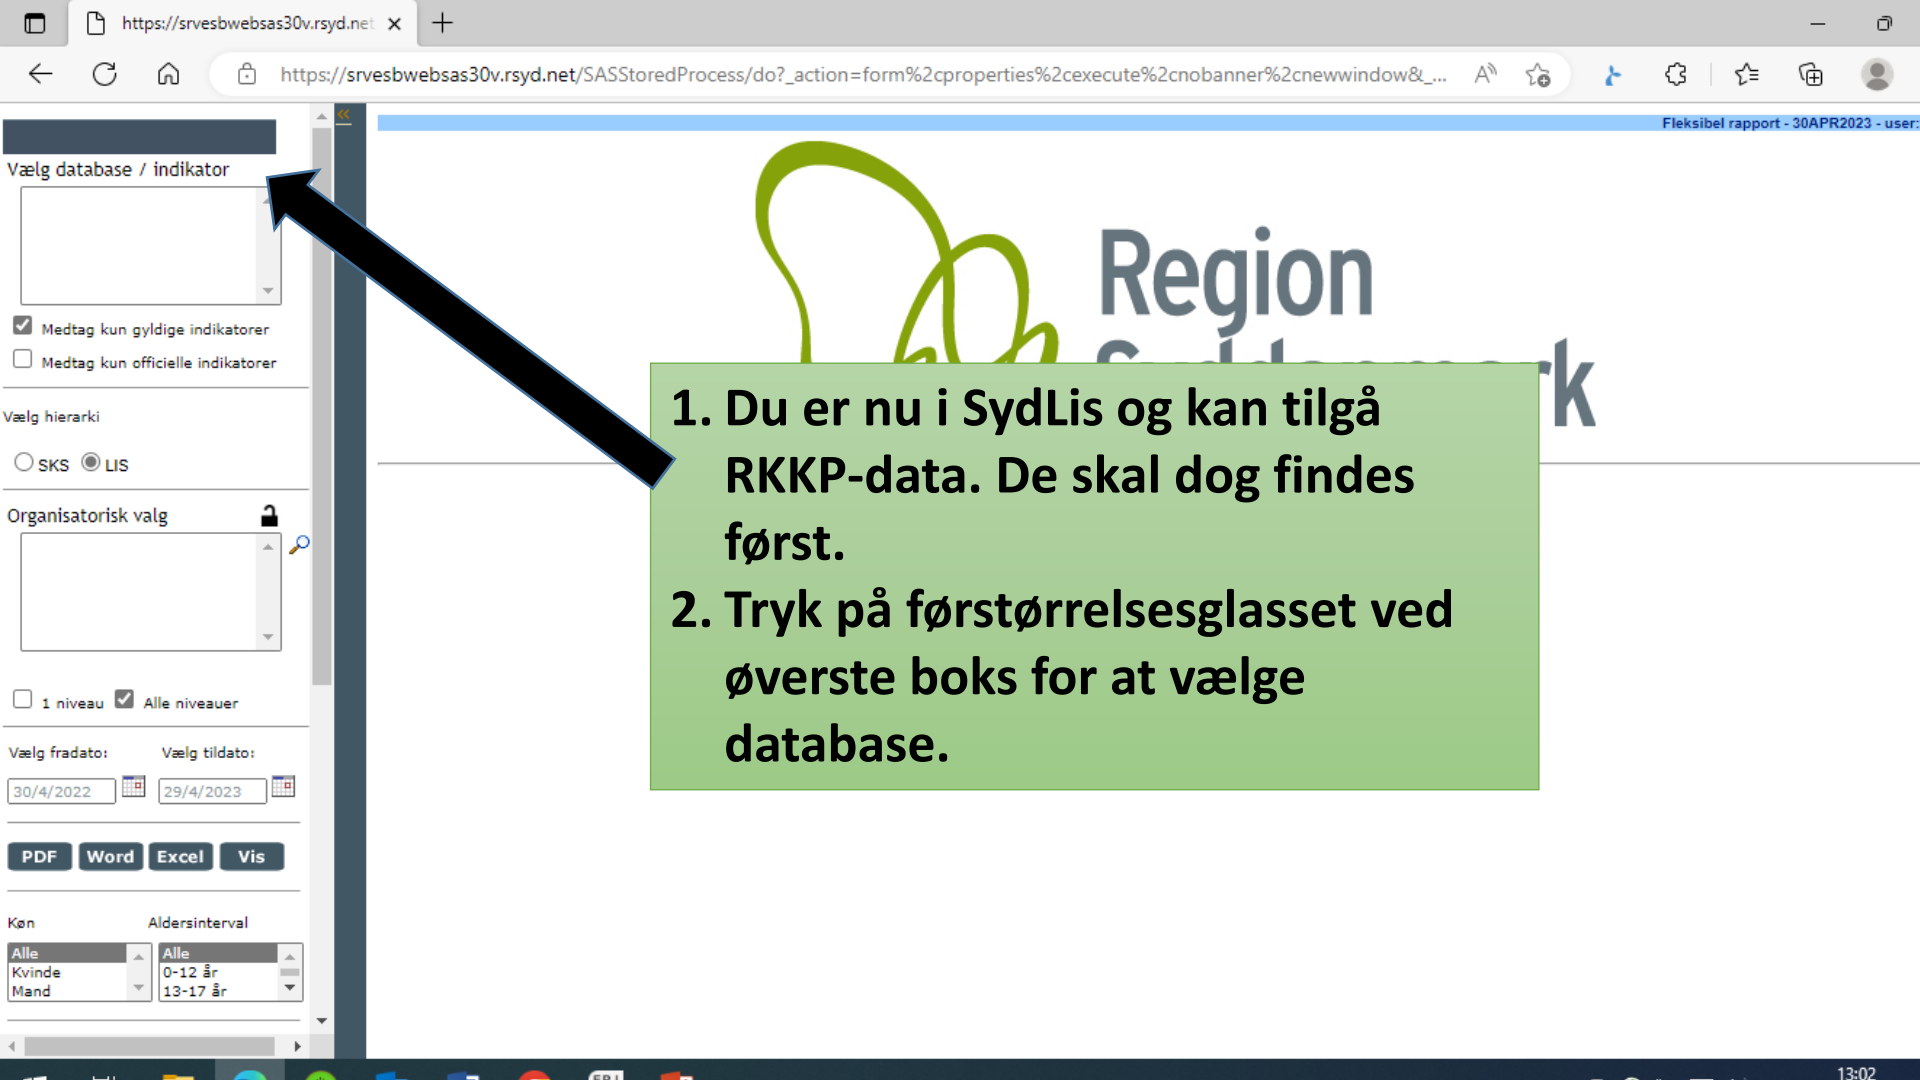 https://srvesbwebsas30v.rsyd.net
https://srvesbwebsas30v.rsyd.net/SASStoredProcess/do?_action=form%2cproperties%2cexecute%2cnobanner%2cnewwindow&_...
Fleksibel rapport - 30APR2023 - user:
Vælg database / indikator
Medtag kun gyldige indikatorer
Medtag kun officielle indikatorer
Vælg hierarki
SKS LIS
Organisatorisk valg
1 niveau Alle niveauer
Vælg fradato: Vælg tildato:
30/4/2022 29/4/2023
PDF Word Excel Vis
Køn Aldersinterval
Alle Alle
Kvinde 0-12 år
Mand 13-17 år
Region
Syddanmark
1. Du er nu i SydLis og kan tilgå
RKKP-data. De skal dog findes
først.
2. Tryk på førstørrelsesglasset ved
øverste boks for at vælge
database.
13:02